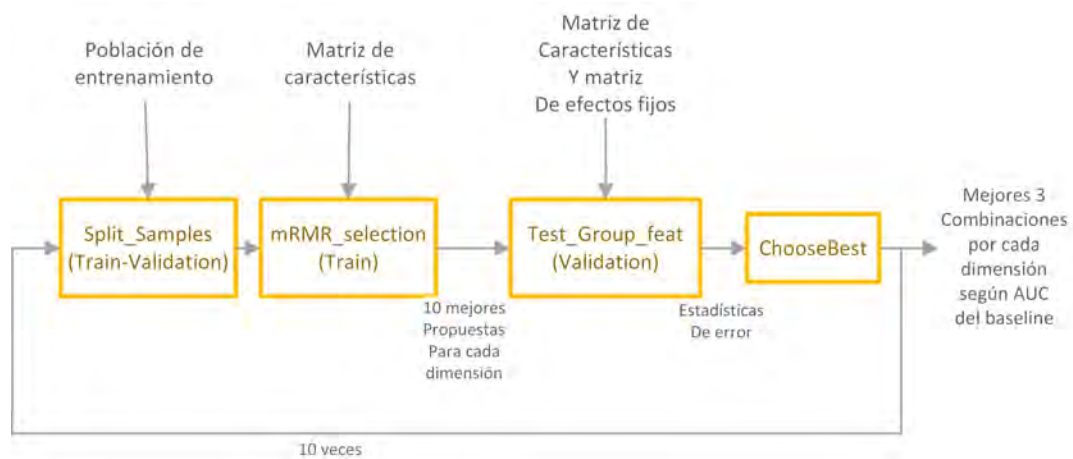 Población de
entrenamiento
Matriz de
características
Matriz de
Características
Y matriz
De efectos fijos
Split_Samples
(Train-Validation)
mRMR_selection
(Train)
Test_Group_feat
(Validation)
ChooseBest
Mejores 3
Combinaciones
por cada
dimensión
según AUC
del baseline
10 mejores
Propuestas
Para cada
dimensión
Estadísticas
De error
10 veces